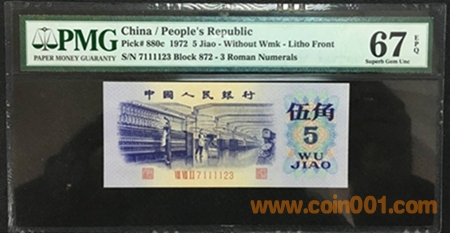 PMG
PAPER MONEY GUARANTY
China / People's Republic
Pick# 880c 1972 5 Jiao - Without Wmk - Litho Front
S/N 7111123 Block 872 - 3 Roman Numerals
67 EPQ
Superb Gem Unc
中國人民銀行
伍角
5
WU
JIAO
7111123
www.coin001.com